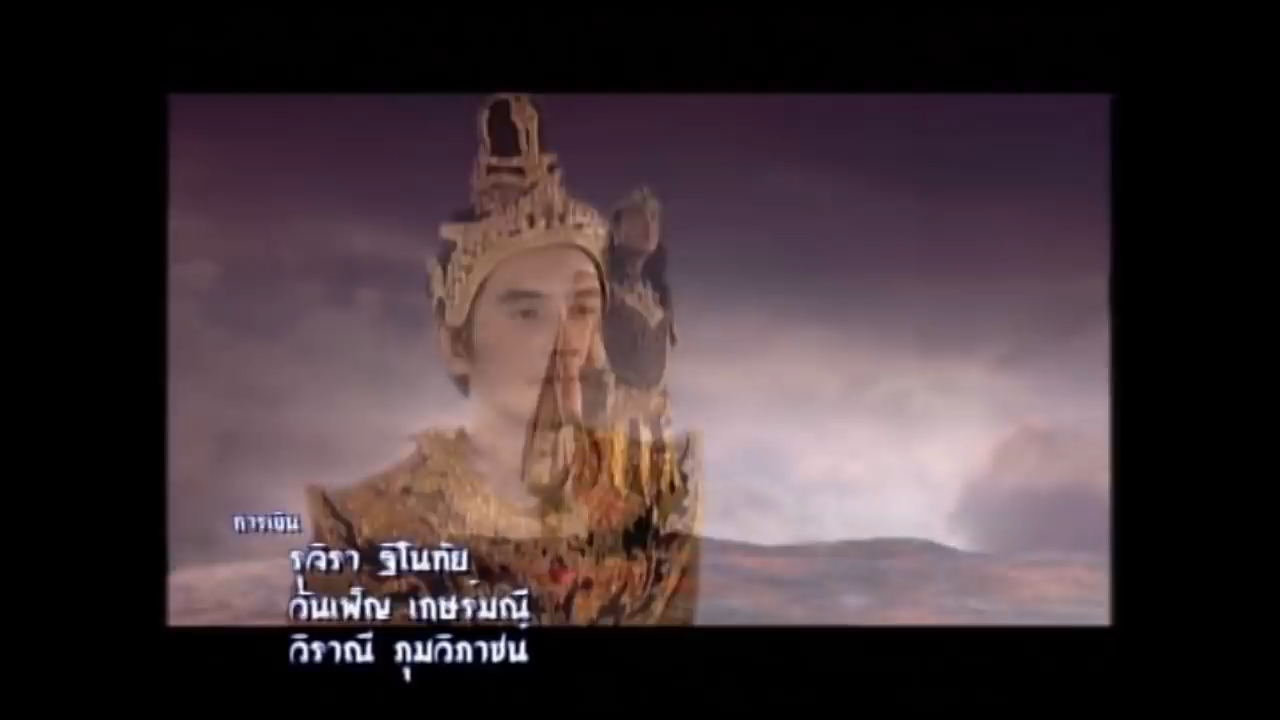 การเงิน
รุจิรา ฐิโนทัย
วันเพ็ญ เกษรมณี
วิราณี ภุมวิภาชน์